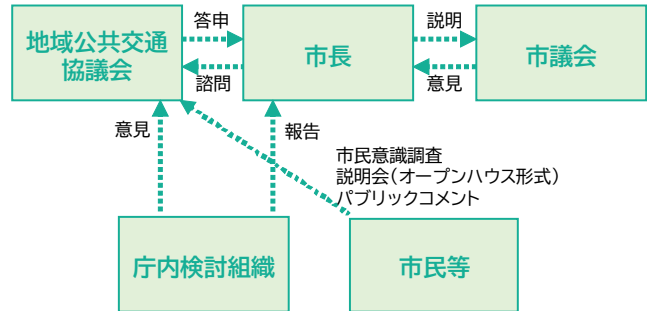 答申
説明
地域公共交通
協議会
市長
市議会
諮問
意見
意見
報告
市民意識調査
説明会(オープンハウス形式)
パブリックコメント
庁内検討組織
市民等